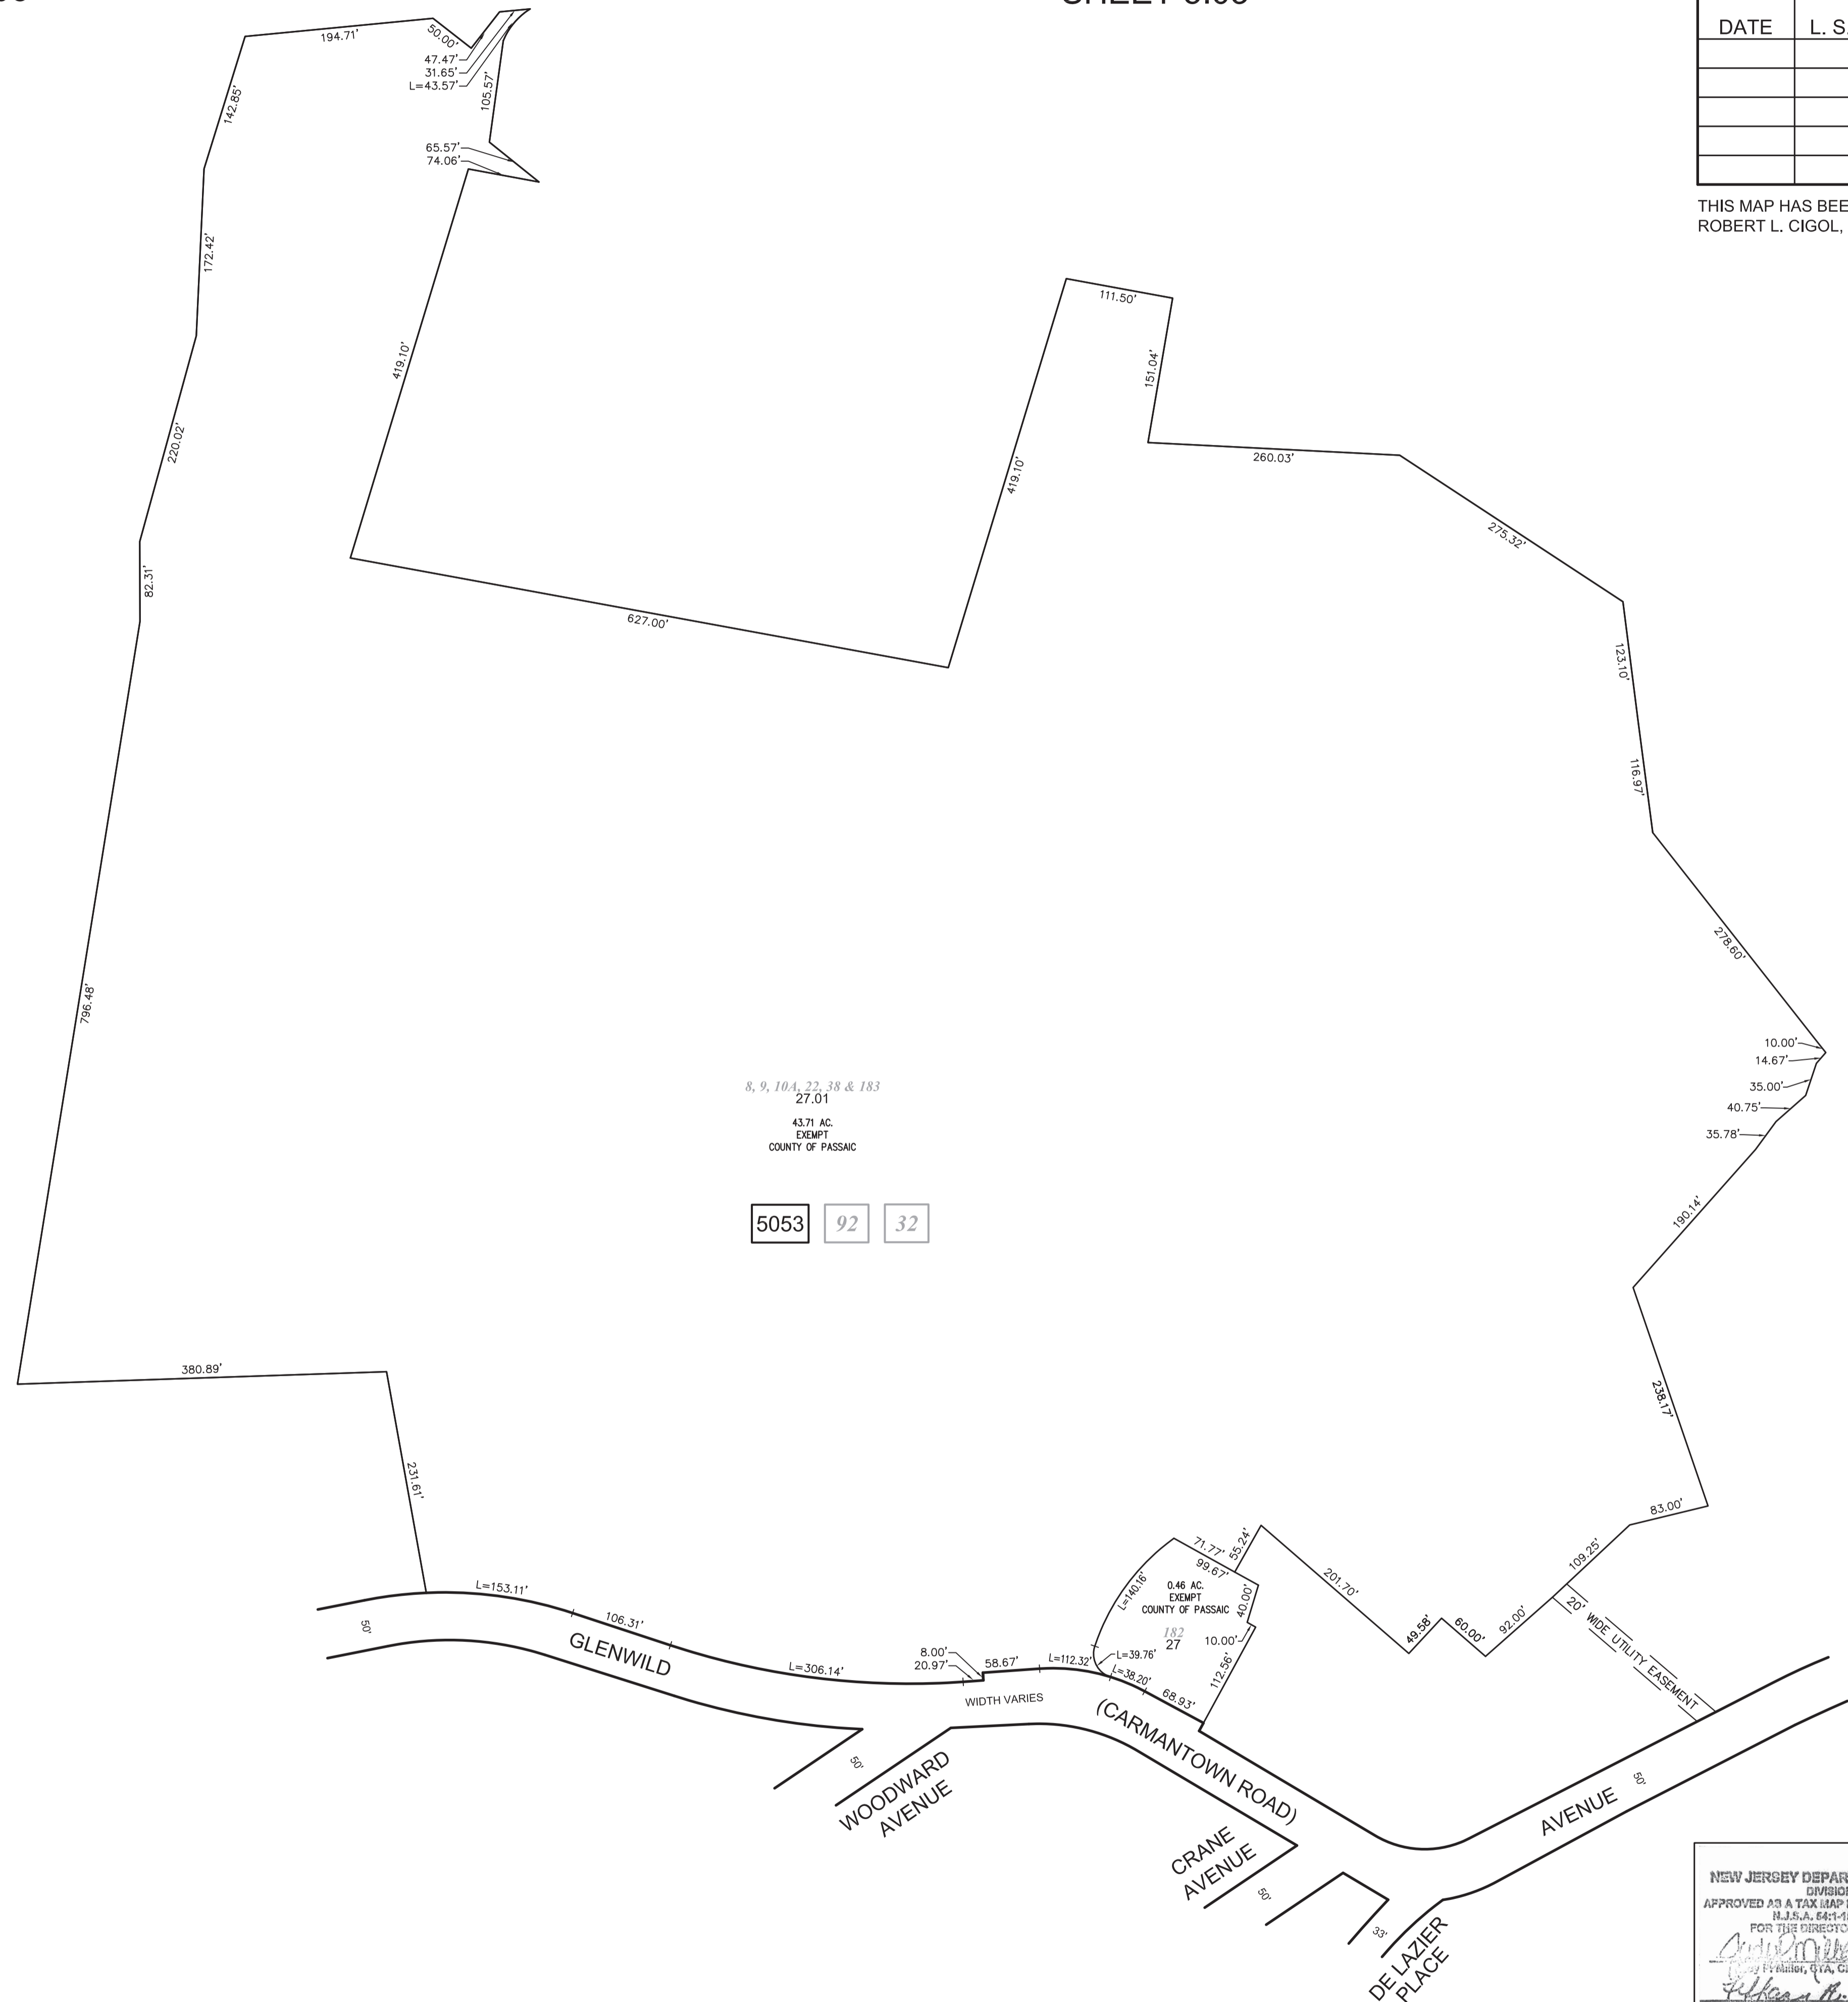 DATE L. S.
THIS MAP HAS BEE
ROBERT L. CIGOL,
194.71'
50.00'
47.47'
31.65'
L=43.57'
142.85'
105.57'
65.57'
74.06'
172.42'
419.10'
220.02'
82.31'
627.00'
419.10'
111.50'
151.04'
260.03'
275.32'
123.10'
116.97'
278.60'
10.00'
14.67'
35.00'
40.75'
35.78'
190.14'
238.17'
83.00'
109.25'
92.00'
60.00'
49.58'
201.70'
55.24'
20' WIDE UTILITY EASEMENT
796.48'
8, 9, 10A, 22, 38 & 183
27.01
43.71 AC.
EXEMPT
COUNTY OF PASSAIC
5053 92 32
380.89'
231.61'
L=153.11'
106.31'
L=306.14'
8.00'
20.97'
58.67'
L=112.32'
L=39.76'
L=38.20'
68.93'
112.56'
10.00'
40.00'
71.77'
99.67'
L=140.16'
0.46 AC.
EXEMPT
COUNTY OF PASSAIC
182
27
50'
GLENWILD
WIDTH VARIES
(CARMANTOWN ROAD)
AVENUE
50'
50'
WOODWARD
AVENUE
CRANE
AVENUE
50'
33'
DE LAZIER
PLACE
NEW JERSEY DEPAR
DIVISION
APPROVED AS A TAX MAP
N.J.S.A. 54:1-1
FOR THE DIRECTO